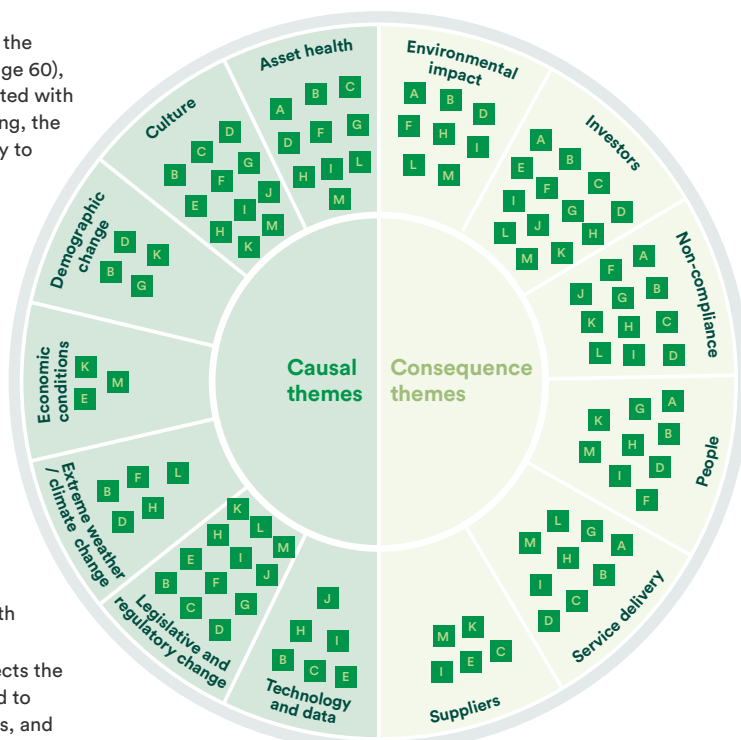 the
ge 60),
ted with
ng, the
y to
th
ects the
d to
s, and
Causal
themes
Consequence
themes
Asset health
B
C
A
F
G
D
L
I
H
M
Culture
D
C
G
B
F
J
E
I
M
H
K
Demographic
change
D
K
B
G
Economic
conditions
K
M
E
Extreme weather
/ climate change
L
F
B
H
D
Legislative and
regulatory change
K
L
H
M
E
I
J
B
F
G
C
D
Technology
and data
J
H
I
B
C
E
Environmental
impact
A
B
D
F
H
I
L
M
Investors
A
B
E
C
F
G
D
I
J
H
L
K
M
Non-compliance
A
F
B
J
G
C
K
H
L
I
D
People
A
G
K
B
H
M
D
I
F
Service delivery
L
G
M
A
H
B
I
C
D
Suppliers
K
M
C
E
I